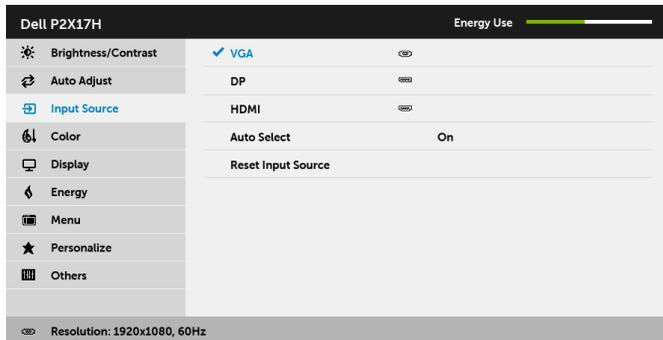 Dell P2X17H
Energy Use
Brightness/Contrast
VGA
Auto Adjust
DP
Input Source
HDMI
Color
Auto Select On
Display
Reset Input Source
Energy
Menu
Personalize
Others
Resolution: 1920x1080, 60Hz